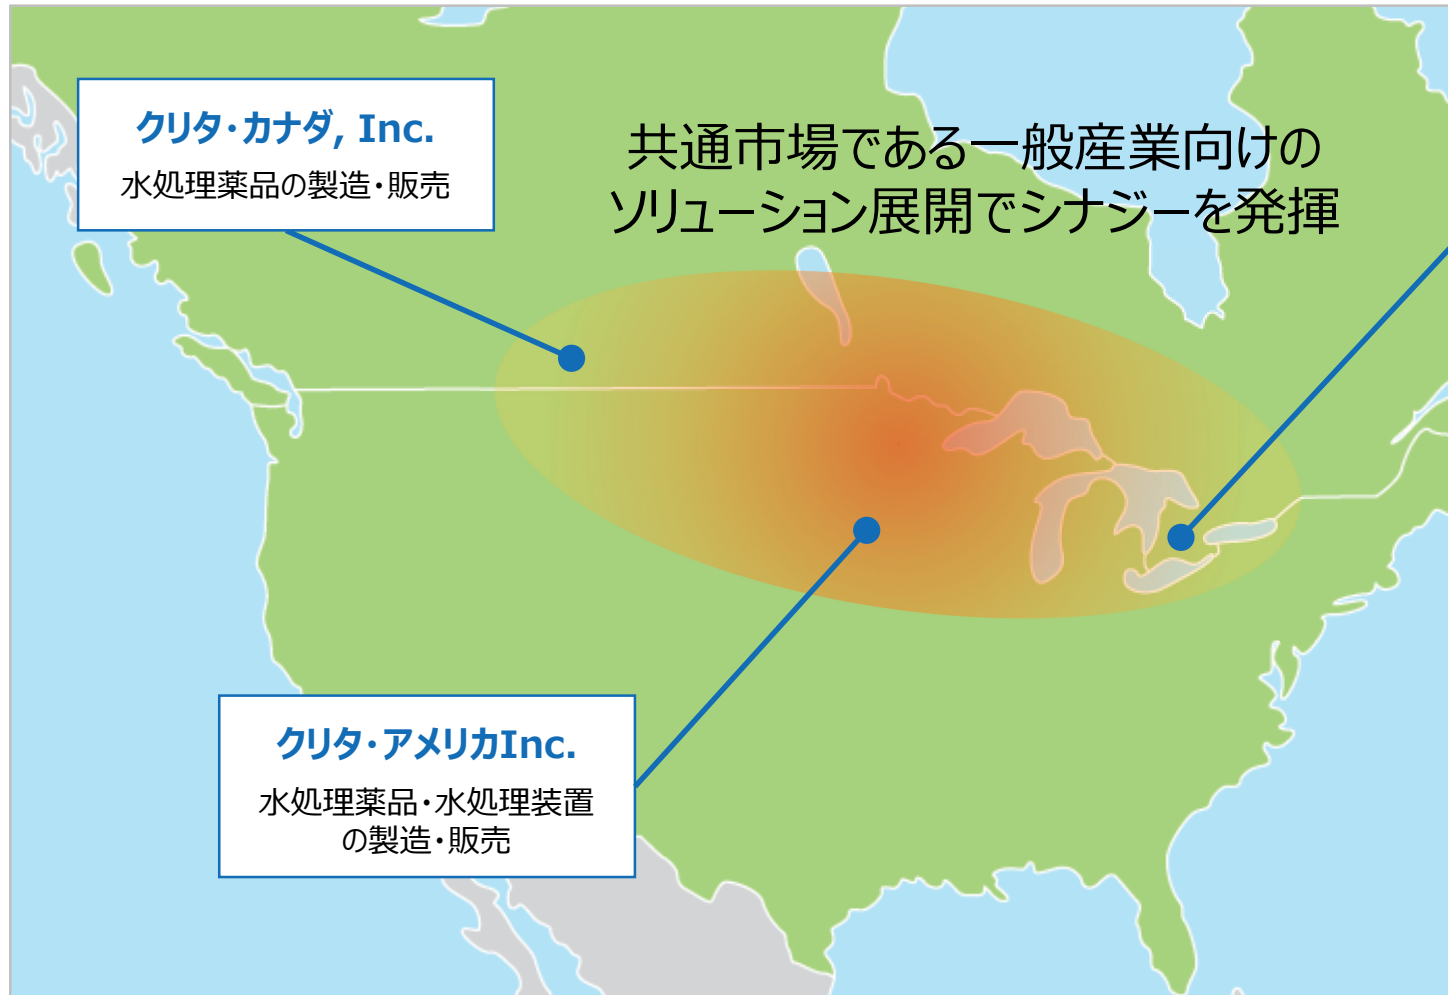 クリタ・カナダ, Inc.
水処理薬品の製造・販売
共通市場である一般産業向けの
ソリューション展開でシナジーを発揮
クリタ・アメリカInc.
水処理薬品・水処理装置
の製造・販売